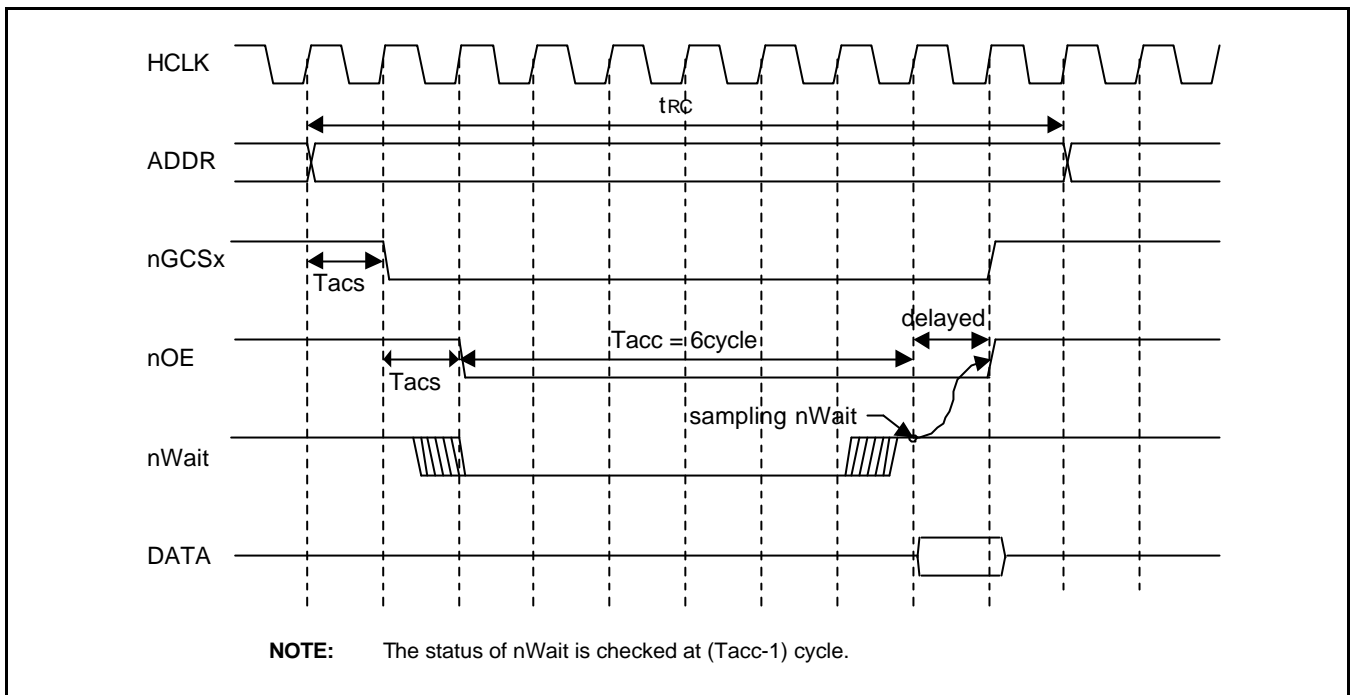 HCLK
tRC
ADDR
nGCSx
Tacs
delayed
Tacc = 6cycle
nOE
Tacs
sampling nWait
nWait
DATA
NOTE: The status of nWait is checked at (Tacc-1) cycle.